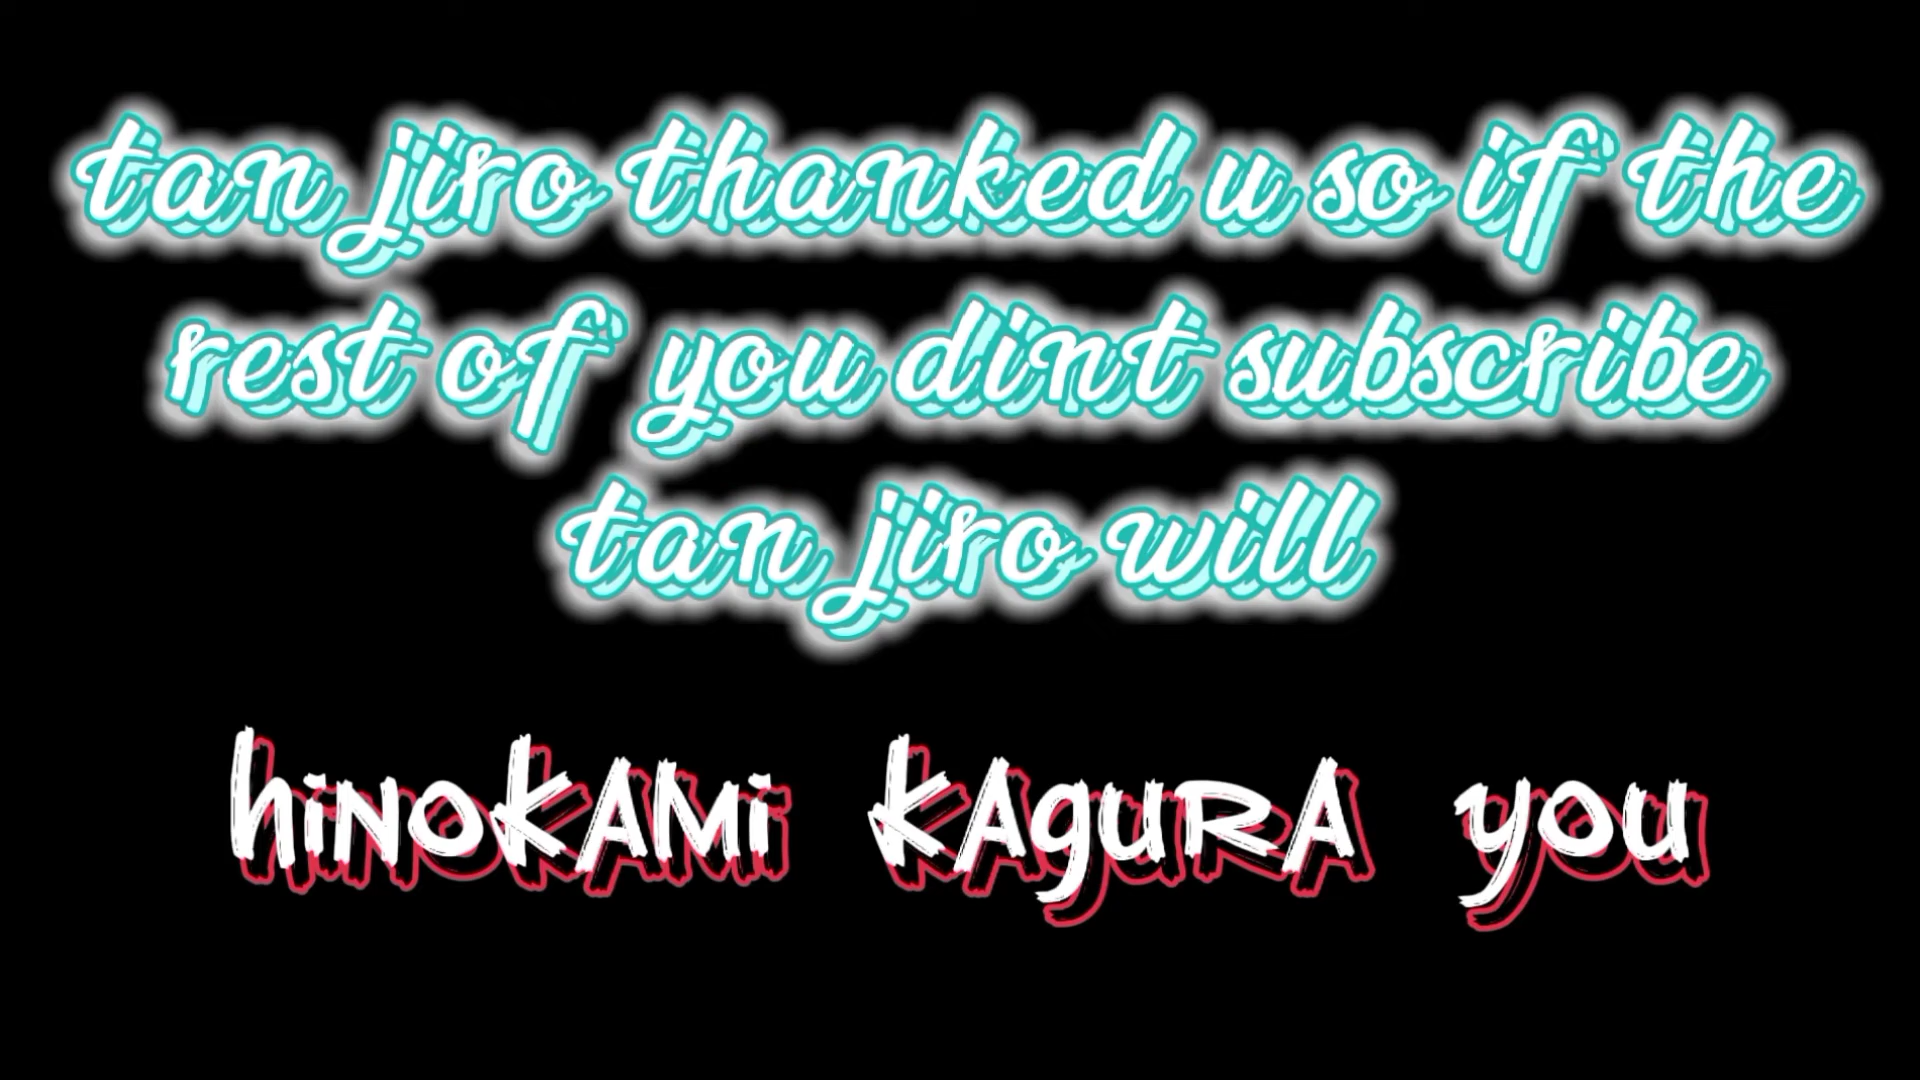 tan jiro thanked u so if the
rest of you dint subscribe
tan jiro will
hinokami kagura you